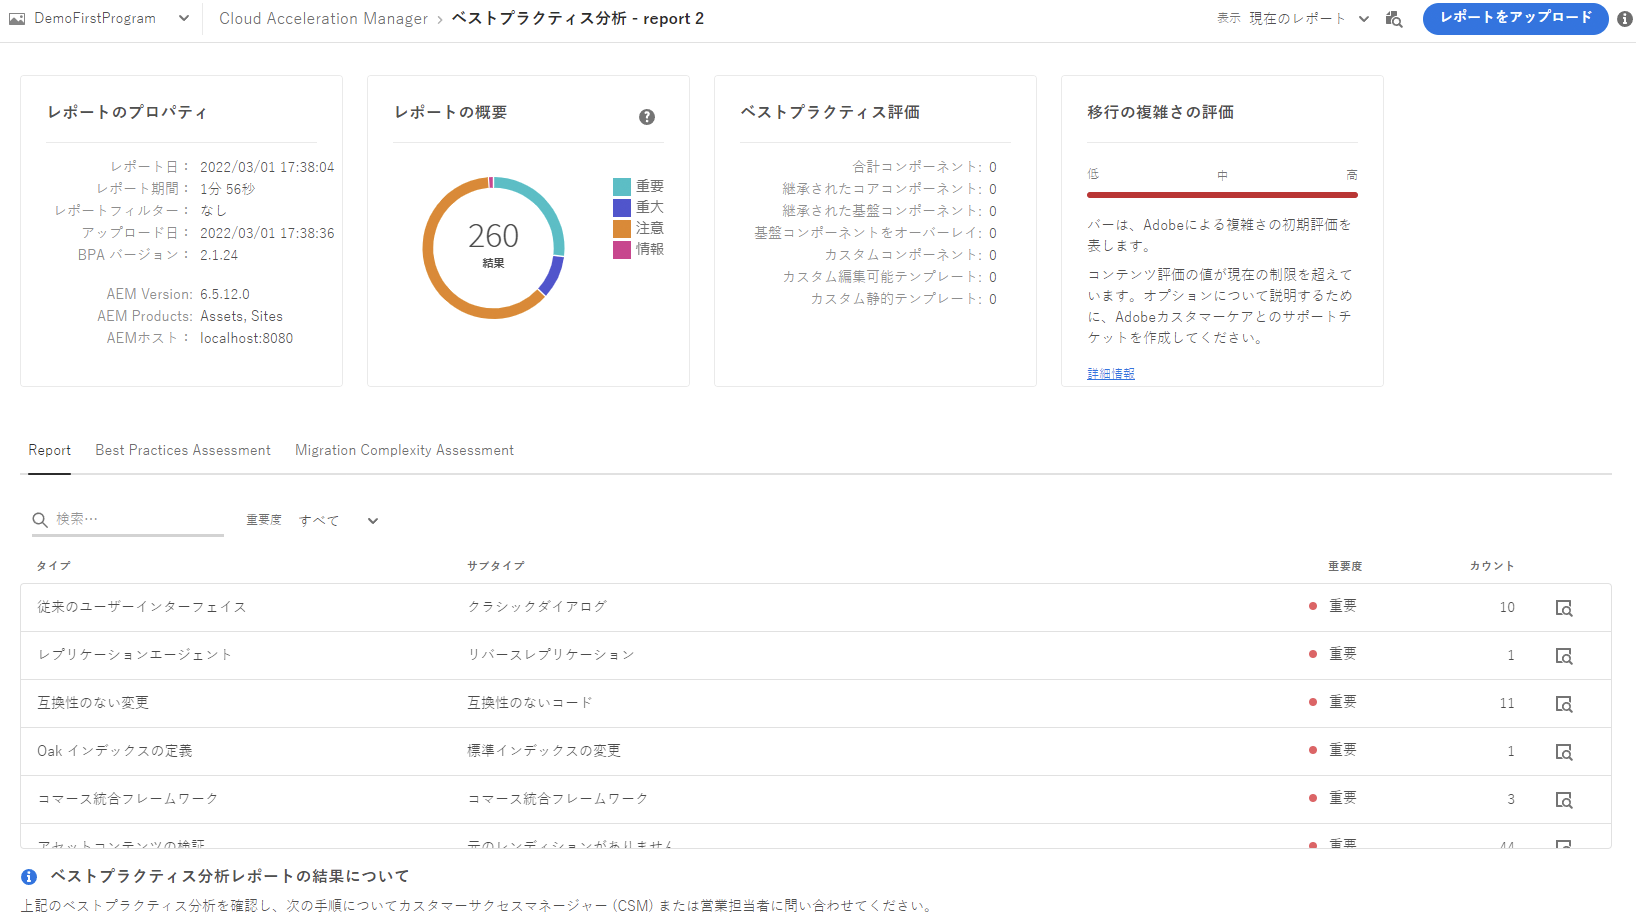 DemoFirstProgram
Cloud Acceleration Manager › ベストプラクティス分析 - report 2
表示 現在のレポート
レポートをアップロード
レポートのプロパティ
レポート日： 2022/03/01 17:38:04
レポート期間： 1分 56秒
レポートフィルター： なし
アップロード日： 2022/03/01 17:38:36
BPA バージョン： 2.1.24
AEM Version: 6.5.12.0
AEM Products: Assets, Sites
AEMホスト： localhost:8080
レポートの概要
260
結果
重要
重大
注意
情報
ベストプラクティス評価
合計コンポーネント: 0
継承されたコアコンポーネント: 0
継承された基盤コンポーネント: 0
基盤コンポーネントをオーバーレイ: 0
カスタムコンポーネント: 0
カスタム編集可能テンプレート: 0
カスタム静的テンプレート: 0
移行の複雑さの評価
低 中 高
バーは、Adobeによる複雑さの初期評価を
表します。
コンテンツ評価の値が現在の制限を超えて
います。オプションについて説明するため
に、Adobeカスタマーケアとのサポートチ
ケットを作成してください。
詳細情報
Report Best Practices Assessment Migration Complexity Assessment
検索…
重要度 すべて
タイプ サブタイプ 重要度 カウント
従来のユーザーインターフェイス クラシックダイアログ 重要 10
レプリケーションエージェント リバースレプリケーション 重要 1
互換性のない変更 互換性のないコード 重要 11
Oak インデックスの定義 標準インデックスの変更 重要 1
コマース統合フレームワーク コマース統合フレームワーク 重要 3
アセットコンテンツの検証 元のレンディションがありません 重要 44
ベストプラクティス分析レポートの結果について
上記のベストプラクティス分析を確認し、次の手順についてカスタマーサクセスマネージャー (CSM) または営業担当者に問い合わせてください。